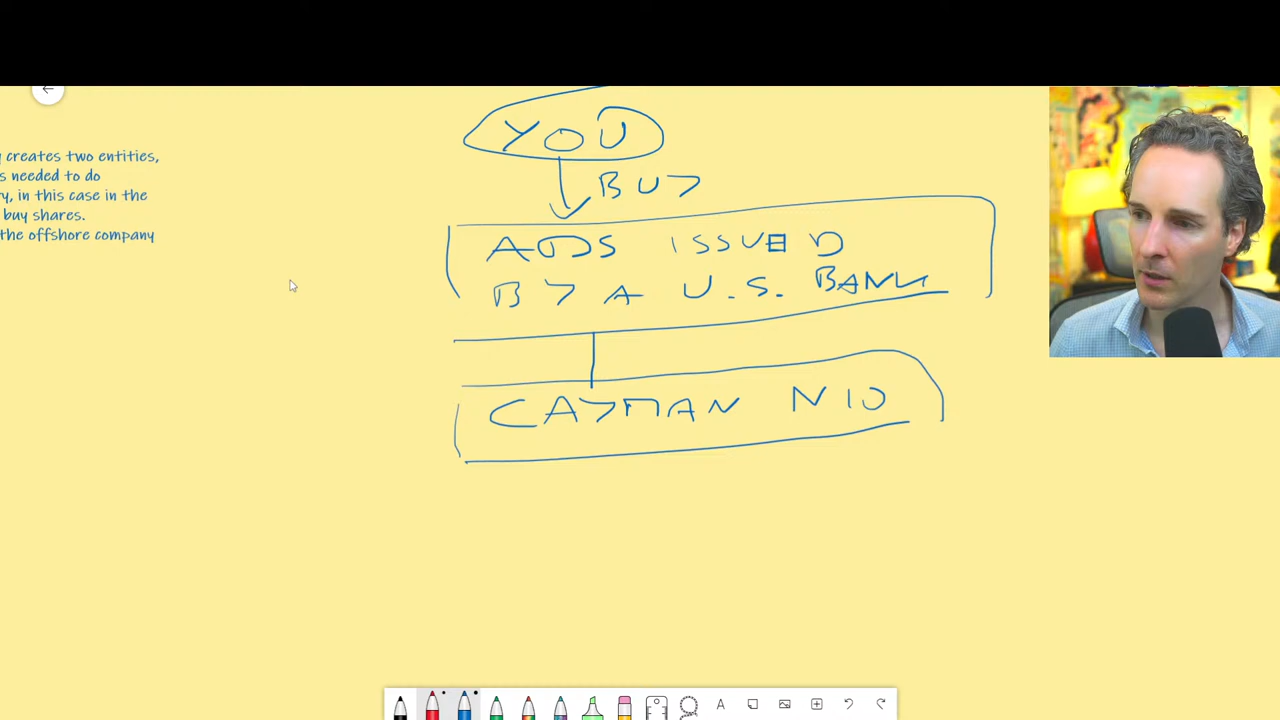 y creates two entities,
s needed to do
y, in this case in the
buy shares.
the offshore company
YOU
BUY
ADS ISSUED
BY A U.S. BANK
CAYMAN NIO
A